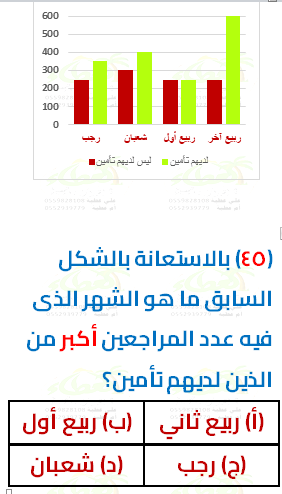 600
500
400
300
200
100
0
رجب شعبان ربيع أول ربيع آخر
ليس لديهم تأمين لديهم تأمين
(٤٥) بالاستعانة بالشكل
السابق ما هو الشهر الذى
فيه عدد المراجعين أكبر من
الذين لديهم تأمين؟
(أ) ربيع ثاني (ب) ربيع أول
(ج) رجب (د) شعبان